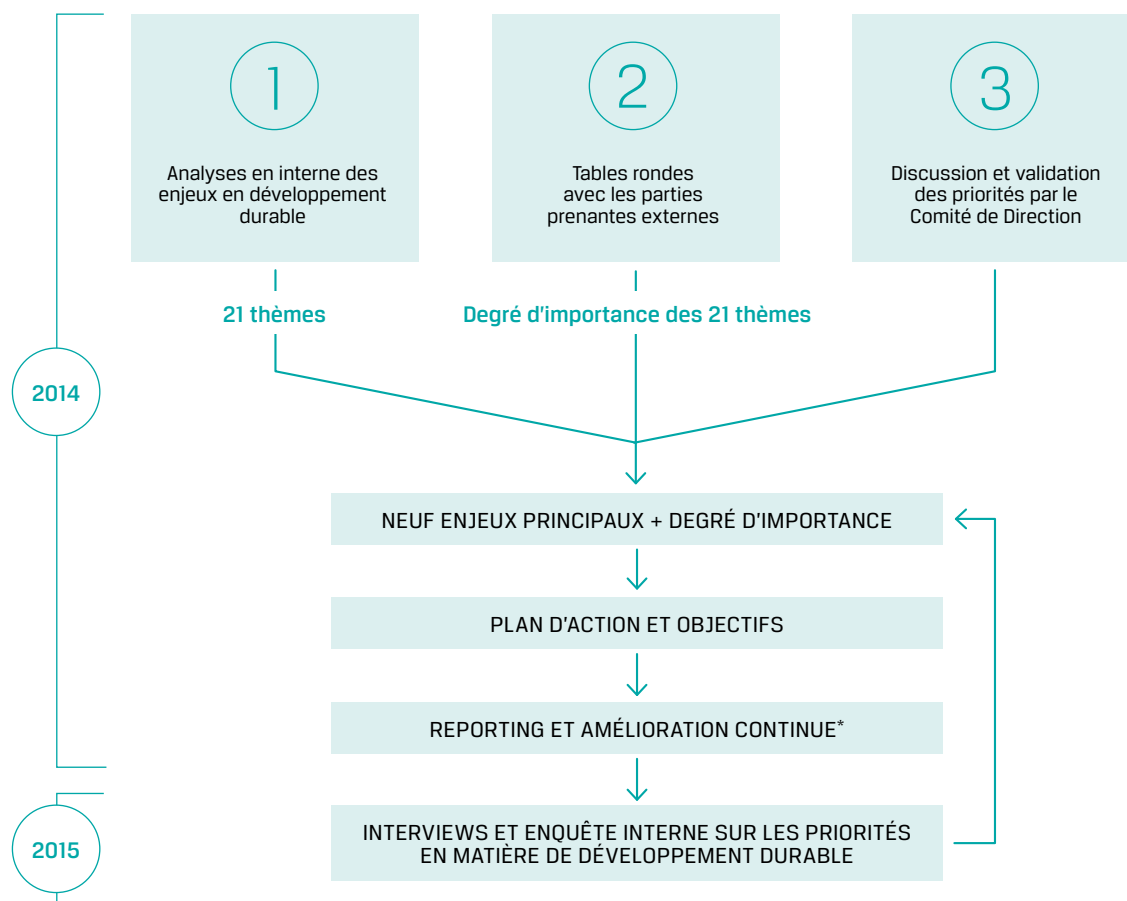 1
Analyses en interne des
enjeux en développement
durable
2
Tables rondes
avec les parties
prenantes externes
3
Discussion et validation
des priorités par le
Comité de Direction
21 thèmes
Degré d'importance des 21 thèmes
2014
NEUF ENJEUX PRINCIPAUX + DEGRÉ D'IMPORTANCE
PLAN D'ACTION ET OBJECTIFS
REPORTING ET AMÉLIORATION CONTINUE*
2015
INTERVIEWS ET ENQUÊTE INTERNE SUR LES PRIORITÉS
EN MATIÈRE DE DÉVELOPPEMENT DURABLE